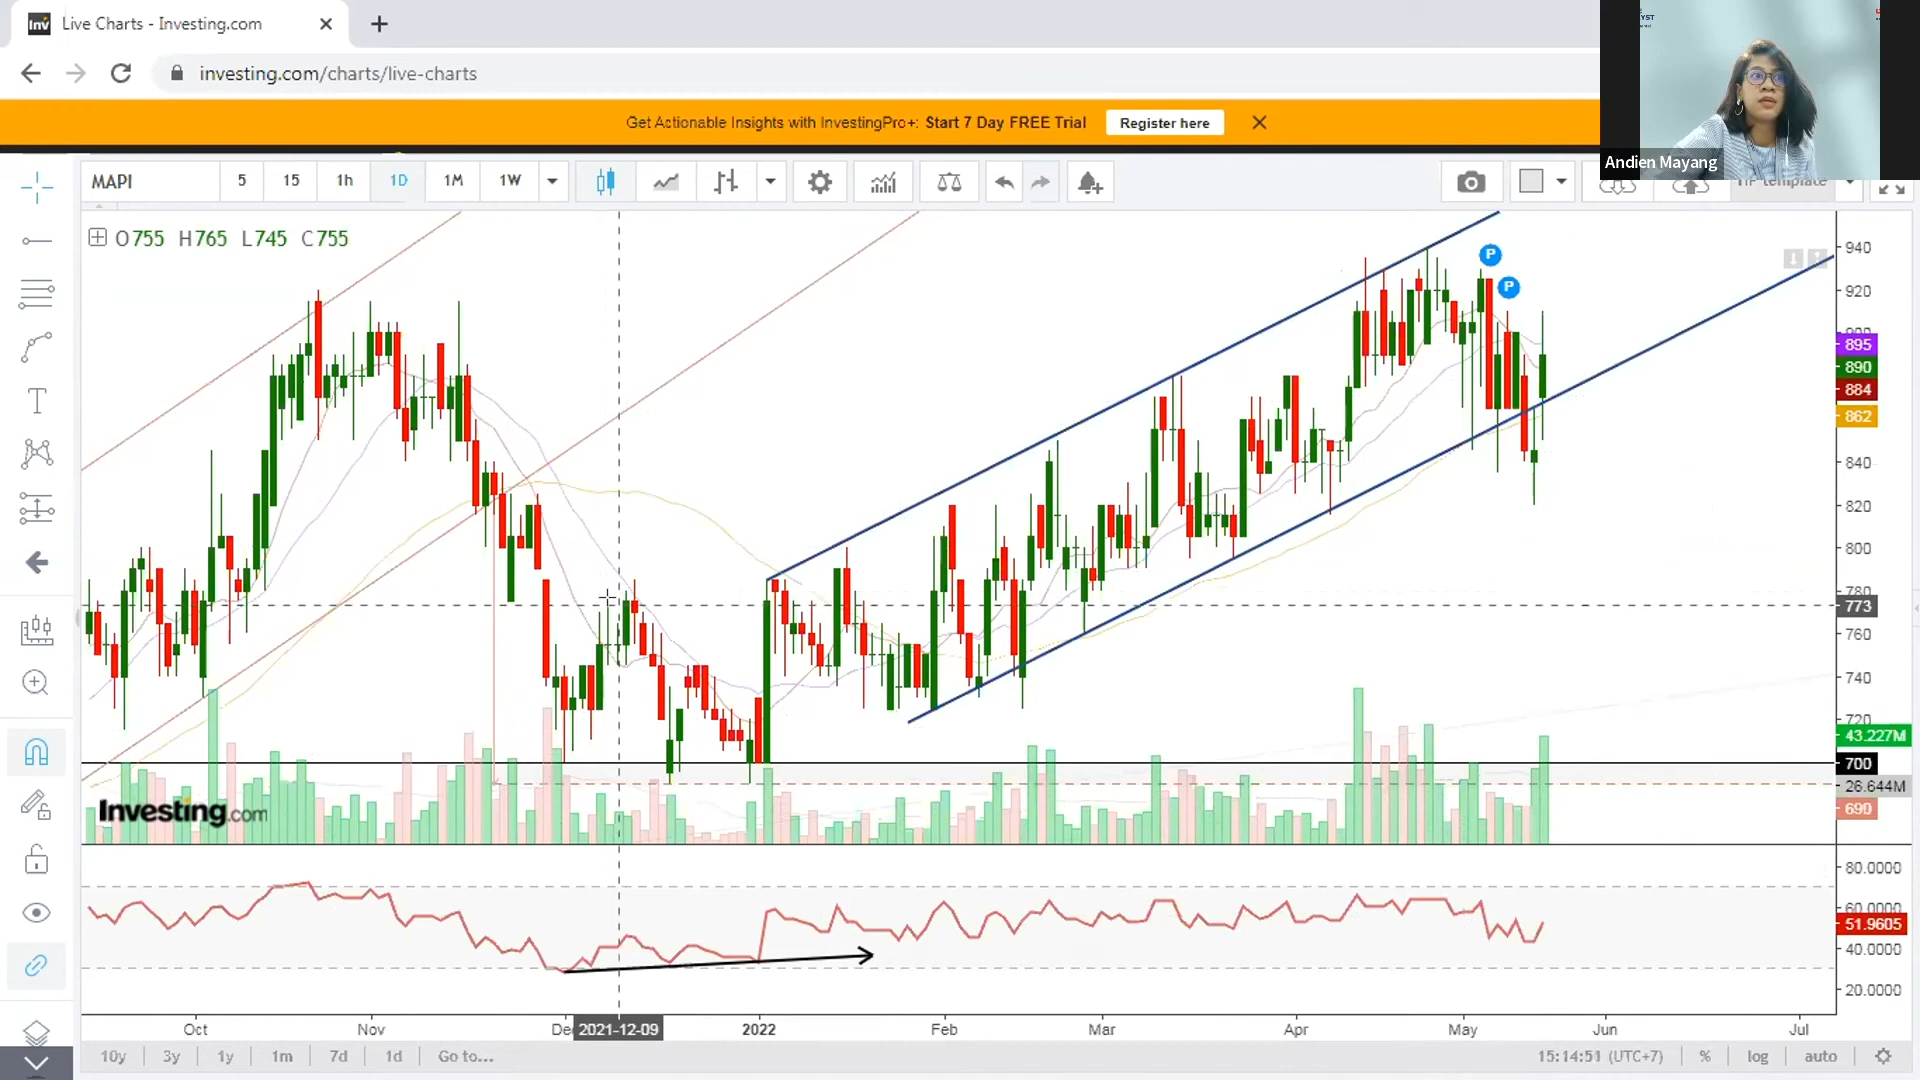 Live Charts - Investing.com
investing.com/charts/live-charts
Get Actionable Insights with InvestingPro+: Start 7 Day FREE Trial
Register here
Andien Mayang
MAPI
5
15
1h
1D
1M
1W
O755 H765 L745 C755
P
P
940
920
895
890
884
862
840
820
800
780
773
760
740
720
43.227M
700
26.644M
690
Investing.com
80.0000
60.0000
51.9605
40.0000
20.0000
Oct
Nov
2021-12-09
2022
Feb
Mar
Apr
May
Jun
Jul
10y
3y
1y
1m
7d
1d
Go to...
15:14:51 (UTC+7)
%
log
auto